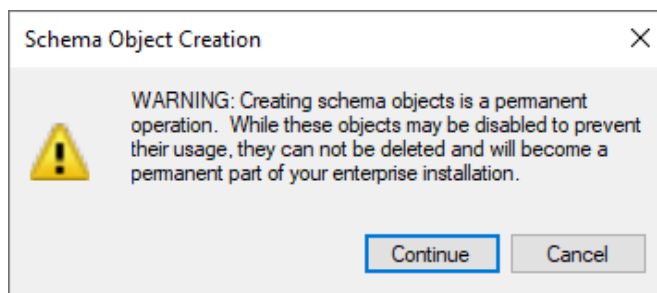 Schema Object Creation
WARNING: Creating schema objects is a permanent
operation.  While these objects may be disabled to prevent
their usage, they can not be deleted and will become a
permanent part of your enterprise installation.
Continue
Cancel